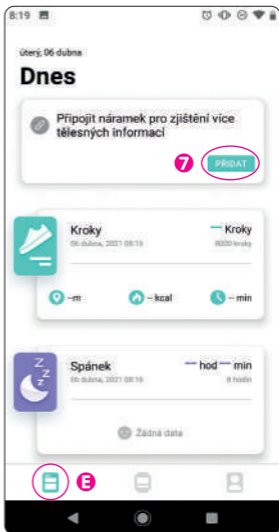 8:19
úterý, 06 dubna
Dnes
Připojit náramek pro zjištění více
tělesných informací
7 PŘIDAT
Kroky — Kroky
06 dubna, 2021 08:16 8000 kroky
–m – kcal – min
Spánek — hod — min
06 dubna, 2021 08:16 8 hodin
Žádná data
E